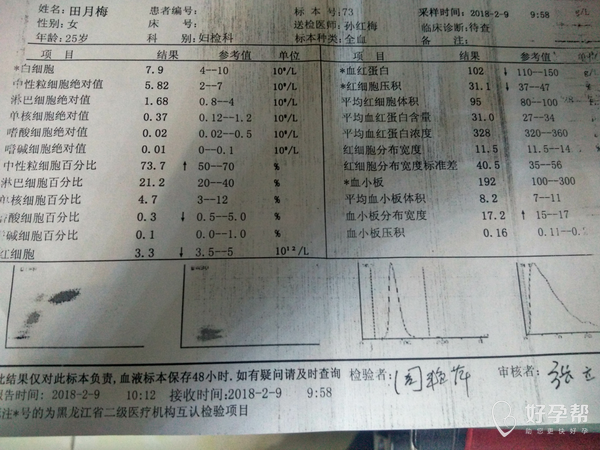 姓名: 田月梅 患者编号: 标 本 号:73 采样时间: 2018-2-9 9:58
性别: 女 床 号: 送检医师: 孙红梅 临床诊断: 待查
年龄: 25岁 科 别: 妇检科 标本种类: 全血 备 注:
项 目 结果 参考值 单位 项 目 结果 参考值
*白细胞 7.9 4--10 10⁹/L *血红蛋白 102 ↓ 110--150
中性粒细胞绝对值 5.82 2--7 10⁹/L *红细胞压积 31.1 ↓ 37--47
淋巴细胞绝对值 1.68 0.8--4 10⁹/L 平均红细胞体积 95 80--100
单核细胞绝对值 0.37 0.12--1.2 10⁹/L 平均血红蛋白含量 31.0 27--34
嗜酸细胞绝对值 0.02 0.02--0.5 10⁹/L 平均血红蛋白浓度 328 320--360
嗜碱细胞绝对值 0.01 0--0.1 10⁹/L 红细胞分布宽度 11.5 11.5--14
中性粒细胞百分比 73.7 ↑ 50--70 % 红细胞分布宽度标准差 40.5 35--56
淋巴细胞百分比 21.2 20--40 % *血小板 192 100--300
单核细胞百分比 4.7 3--12 % 平均血小板体积 8.2 7--11
嗜酸细胞百分比 0.3 ↓ 0.5--5.0 % 血小板分布宽度 17.2 ↑ 15--17
嗜碱细胞百分比 0.1 0.0--1.0 % 血小板压积 0.16
红细胞 3.3 ↓ 3.5--5 10¹²/L
此结果仅对此标本负责,血液标本保存48小时. 如有疑问请及时查询 检验者: 审核者:
报告时间: 2018-2-9 10:12 接收时间:2018-2-9 9:58
注*号的为黑龙江省二级医疗机构互认检验项目
好孕帮
能您更快好孕